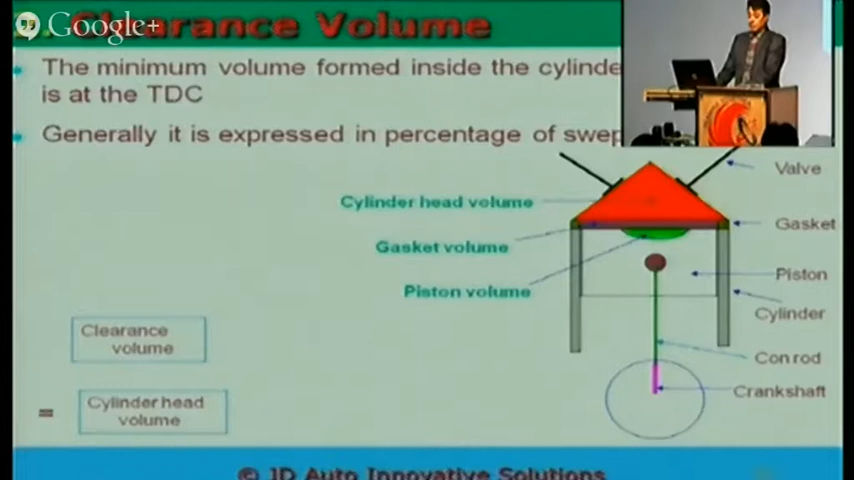 Google+
Clearance Volume
The minimum volume formed inside the cylinde
is at the TDC
Generally it is expressed in percentage of swep
Valve
Cylinder head volume
Gasket
Gasket volume
Piston
Piston volume
Cylinder
Clearance
volume
Con rod
Crankshaft
=
Cylinder head
volume
© JD Auto Innovative Solutions